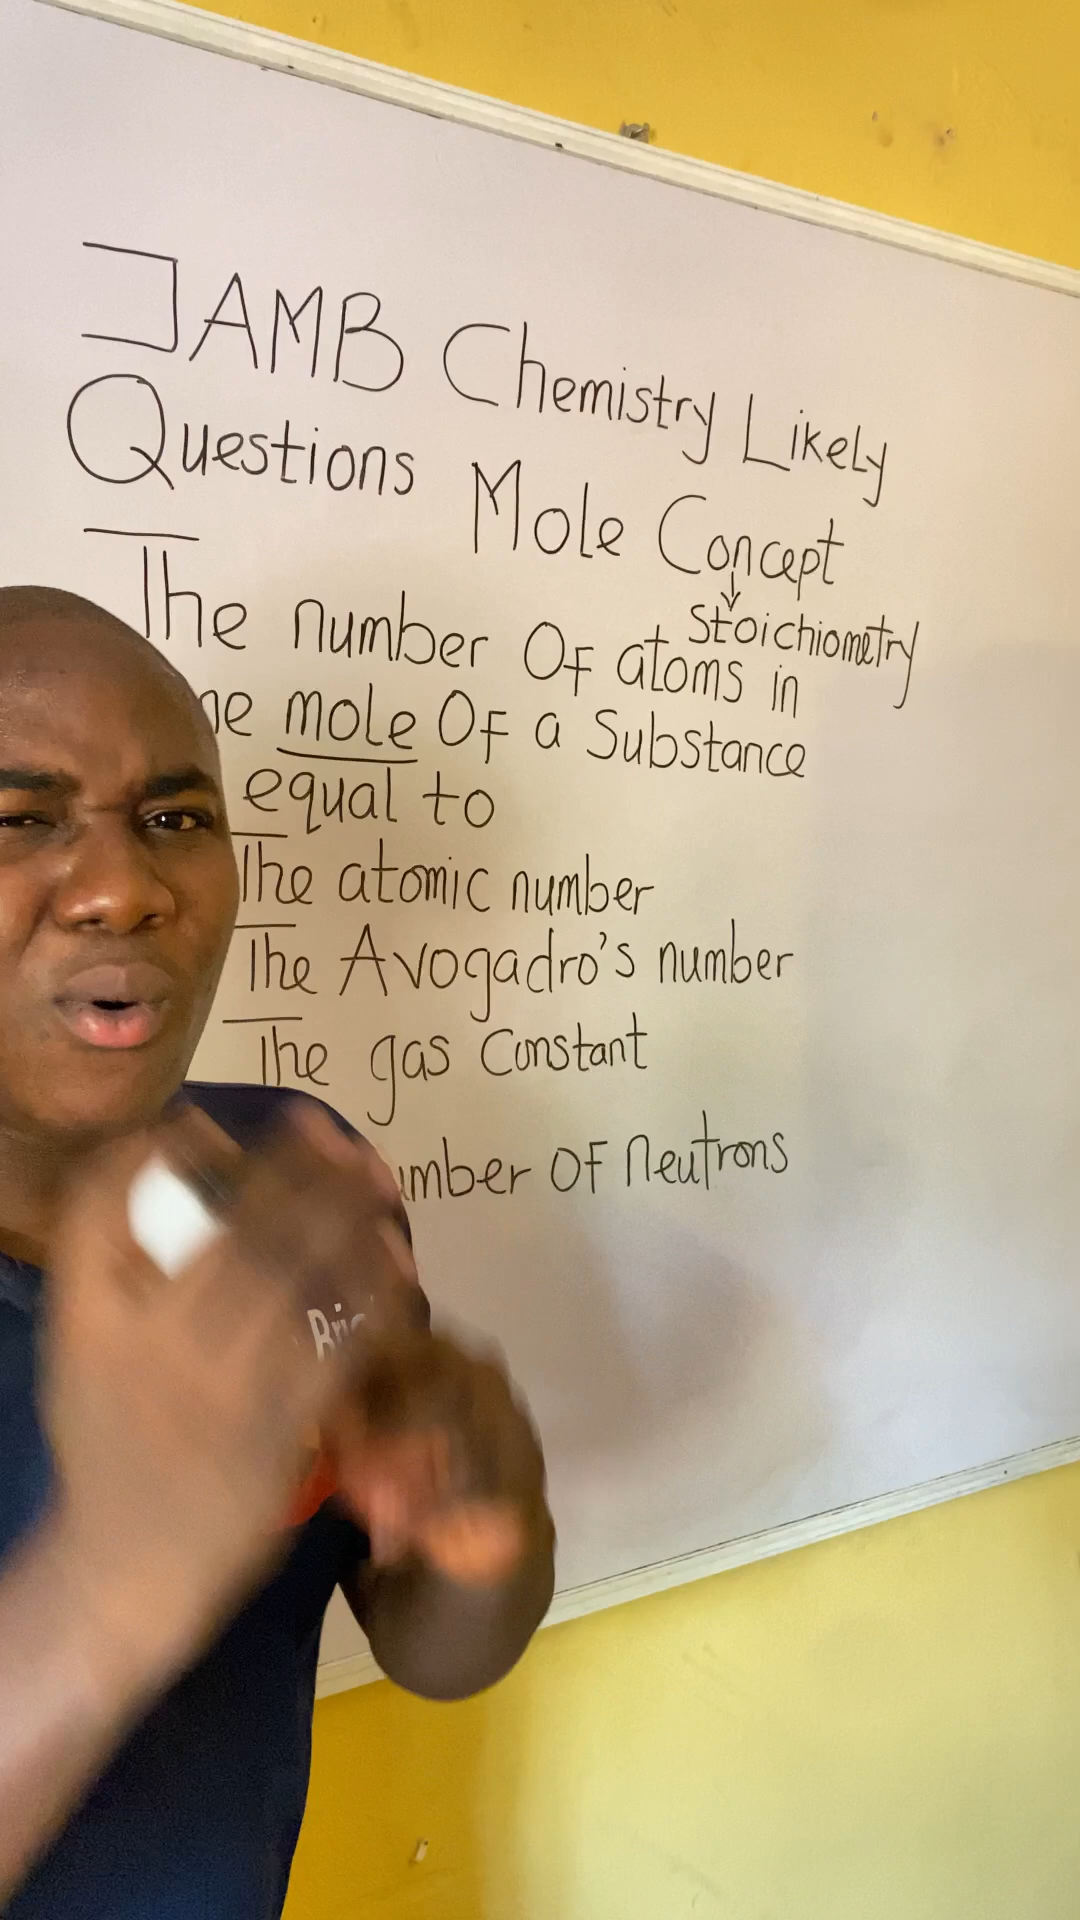 JAMB Chemistry Likely
Questions Mole Concept
Stoichiometry
The number Of atoms in
mole Of a Substance
equal to
The atomic number
The Avogadro's number
The gas Constant
OF Neutrons